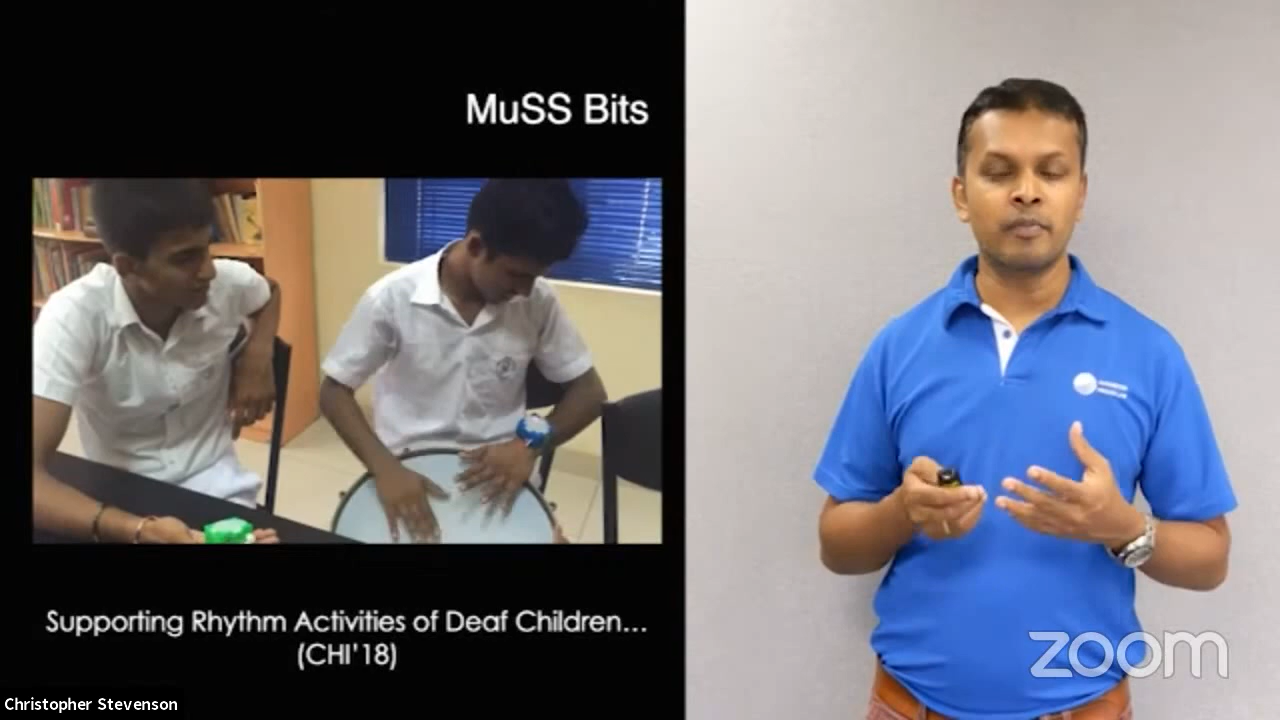 MuSS Bits
Supporting Rhythm Activities of Deaf Children...
(CHI'18)
zoom
Christopher Stevenson